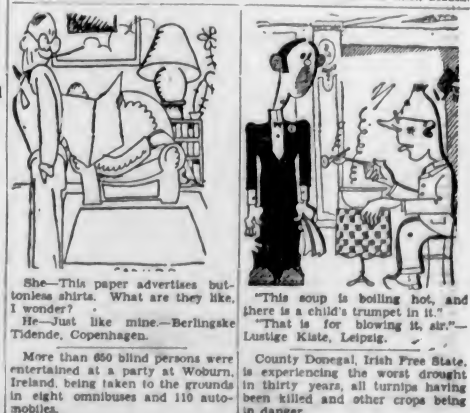 She—This paper advertises but-
tonless shirts. What are they like,
I wonder?
He—Just like mine.—Berlingske
Tidende, Copenhagen.
More than 650 blind persons were
entertained at a party at Woburn,
Ireland, being taken to the grounds
in eight omnibuses and 110 auto-
mobiles.
"This soup is boiling hot, and
there is a child's trumpet in it."
"That is for blowing it, sir."—
Lustige Kiste, Leipzig.
County Donegal, Irish Free State,
is experiencing the worst drought
in thirty years, all turnips having
been killed and other crops being
in danger.